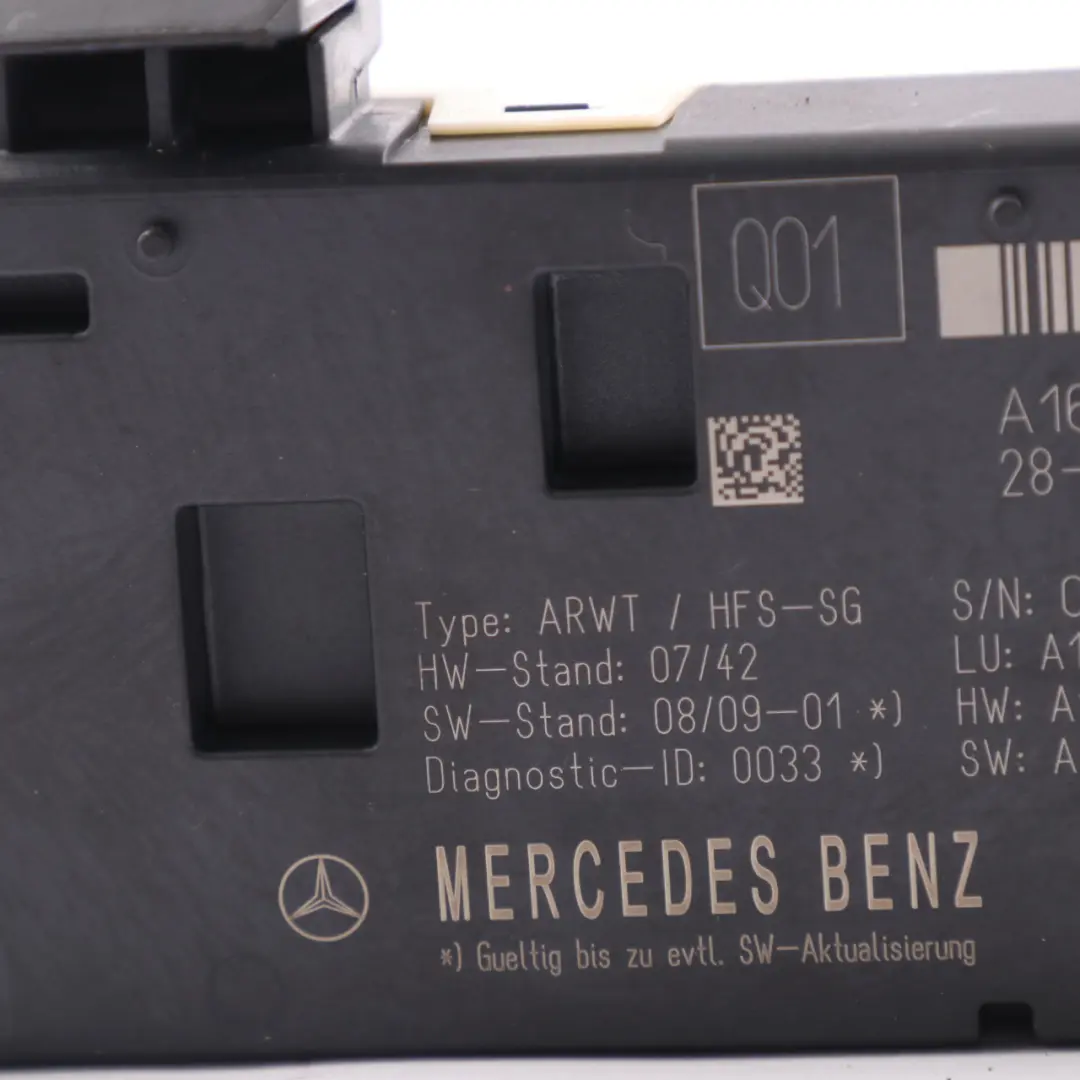 Q01
A16
28-
Type: ARWT / HFS-SG
HW-Stand: 07/42
SW-Stand: 08/09-01 *)
Diagnostic-ID: 0033 *)
S/N:
LU: A1
HW: A
SW: A
MERCEDES BENZ
*) Gueltig bis zu evtl. SW-Aktualisierung